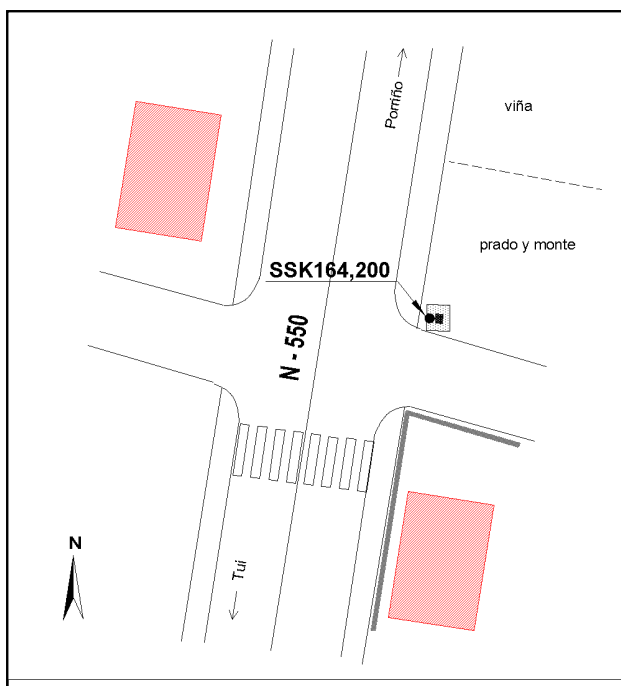 Porriño
viña
prado y monte
SSK164,200
N - 550
Tui
N